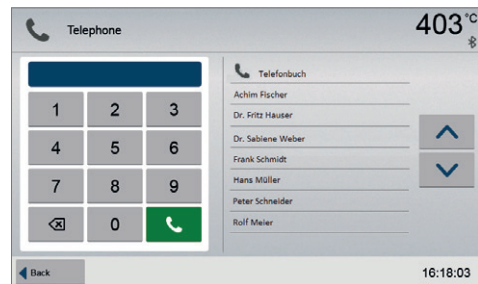 Telephone
403°C
Telefonbuch
Achim Fischer
1 2 3
Dr. Fritz Hauser
Dr. Sabiene Weber
4 5 6
Frank Schmidt
Hans Müller
7 8 9
Peter Schneider
0
Rolf Meier
Back
16:18:03